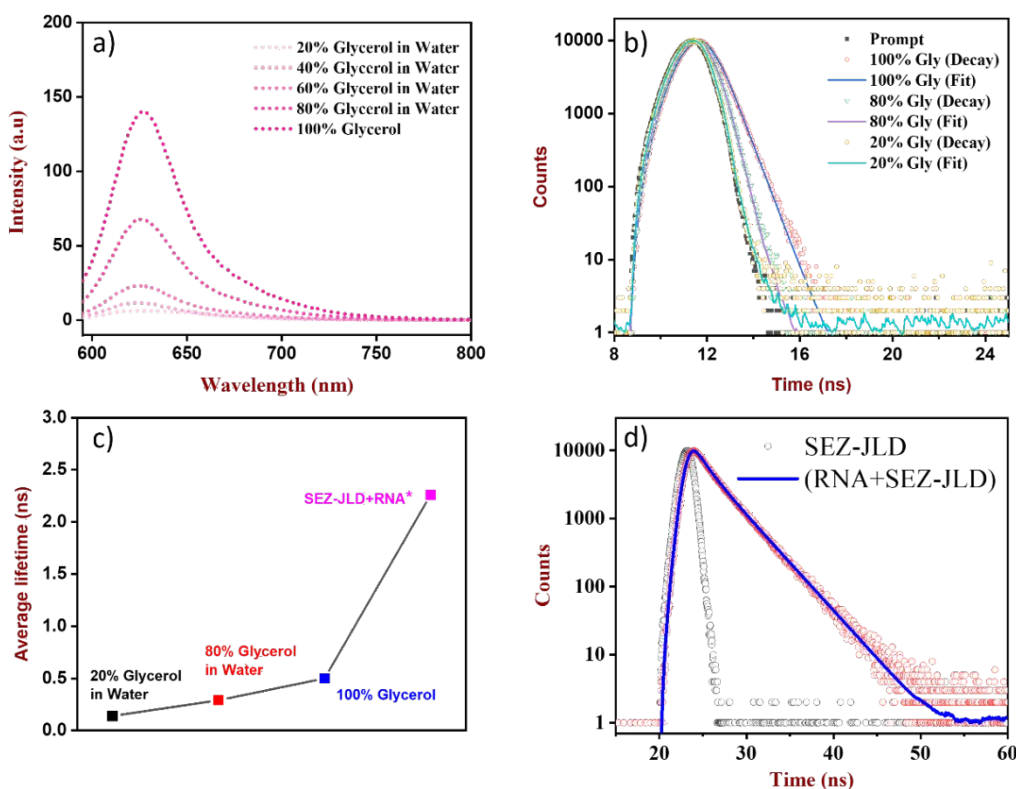 a)
200
150
100
50
0
Intensity (a.u)
600
650
700
750
800
Wavelength (nm)
20% Glycerol in Water
40% Glycerol in Water
60% Glycerol in Water
80% Glycerol in Water
100% Glycerol
b)
10000
1000
100
10
1
Counts
8
12
16
20
24
Time (ns)
Prompt
100% Gly (Decay)
100% Gly (Fit)
80% Gly (Decay)
80% Gly (Fit)
20% Gly (Decay)
20% Gly (Fit)
c)
3.0
2.5
2.0
1.5
1.0
0.5
0.0
Average lifetime (ns)
SEZ-JLD+RNA*
20% Glycerol
in Water
80% Glycerol
in Water
100% Glycerol
d)
10000
1000
100
10
1
Counts
20
30
40
50
60
Time (ns)
SEZ-JLD
(RNA+SEZ-JLD)